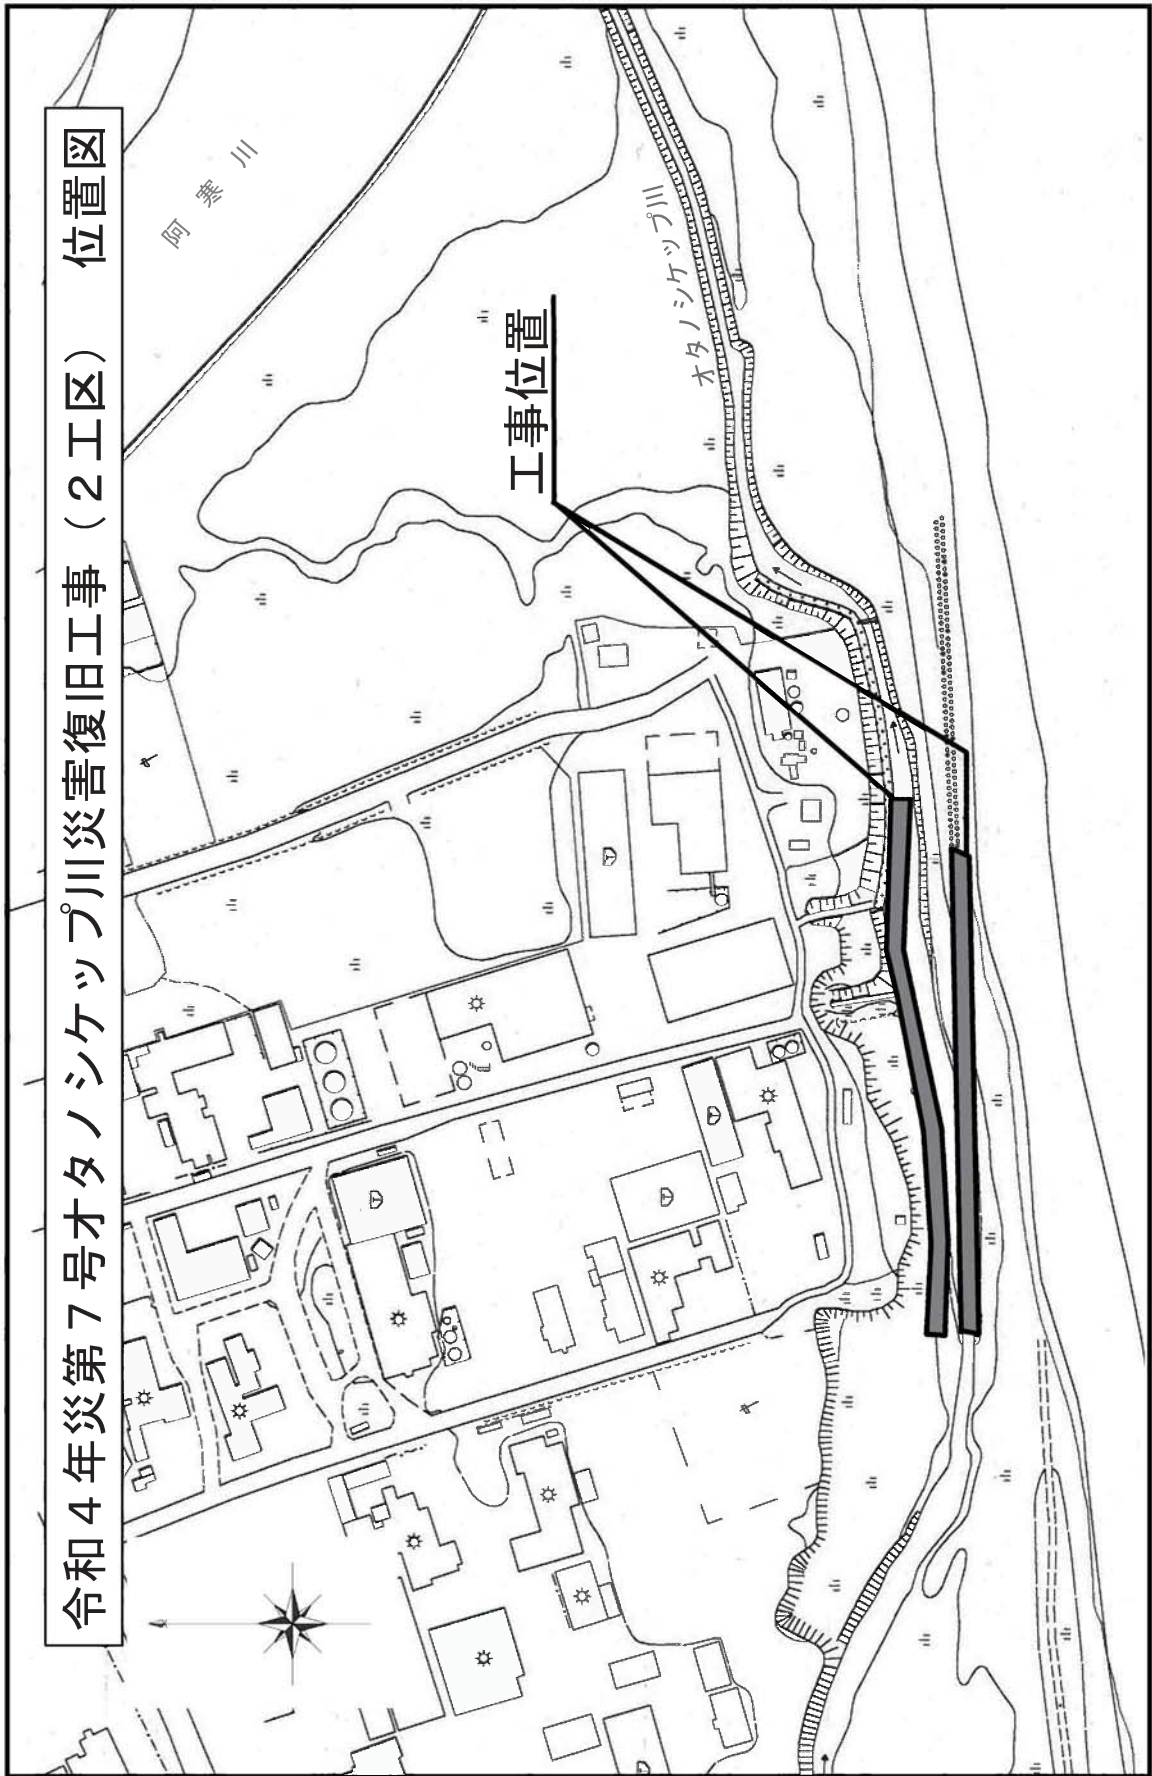 令和４年災第７号オタノシケップ川災害復旧工事（２工区）　位置図
阿寒川
オタノシケップ川
工事位置